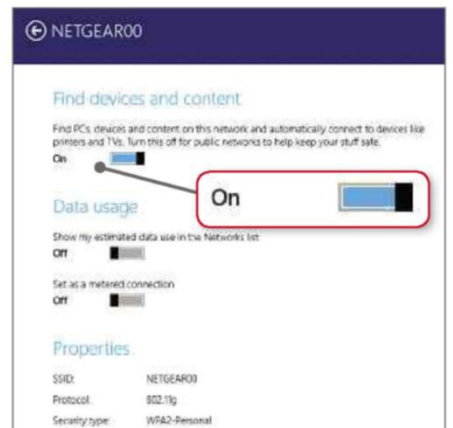 NETGEAR00
Find devices and content
Find PCs, devices and content on this network and automatically connect to devices like
printers and TVs. Turn this off for public networks to help keep your stuff safe.
On
On
Data usage
Show my estimated data use in the Networks list
Off
Set as a metered connection
Off
Properties
SSID: NETGEAR00
Protocol: 802.11g
Security type: WPA2-Personal